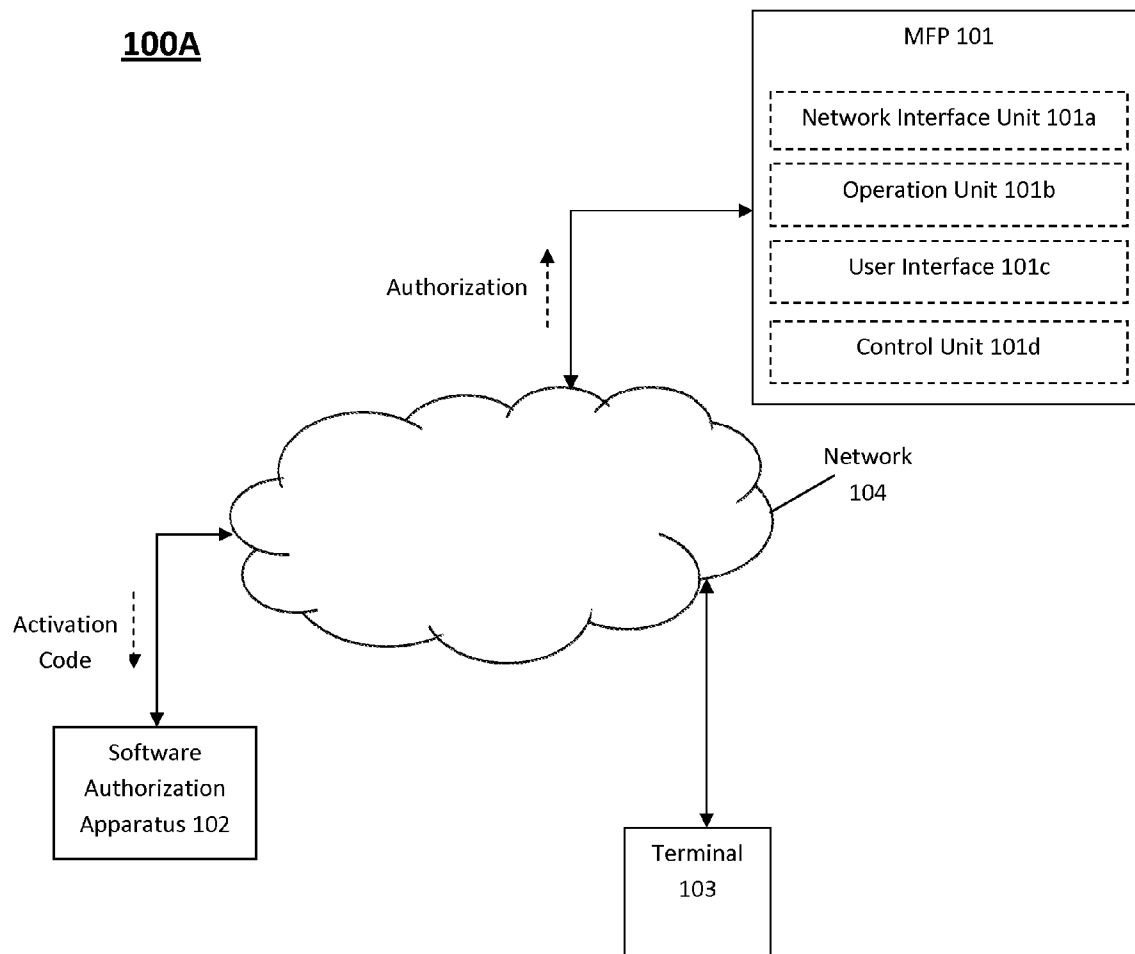 100A
MFP 101
Network Interface Unit 101a
Operation Unit 101b
User Interface 101c
Control Unit 101d
Authorization
Network
104
Activation
Code
Software
Authorization
Apparatus 102
Terminal
103